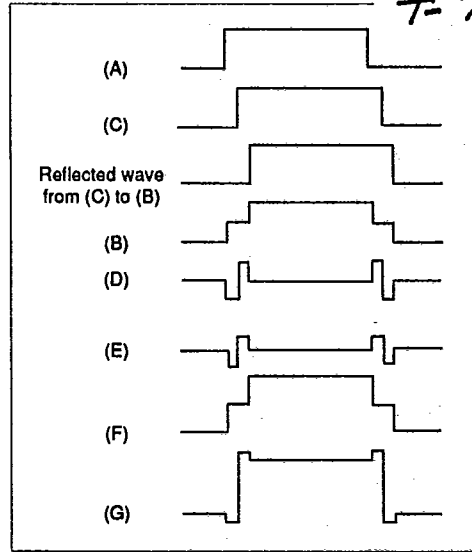 T-
(A)
(C)
Reflected wave
from (C) to (B)
(B)
(D)
(E)
(F)
(G)